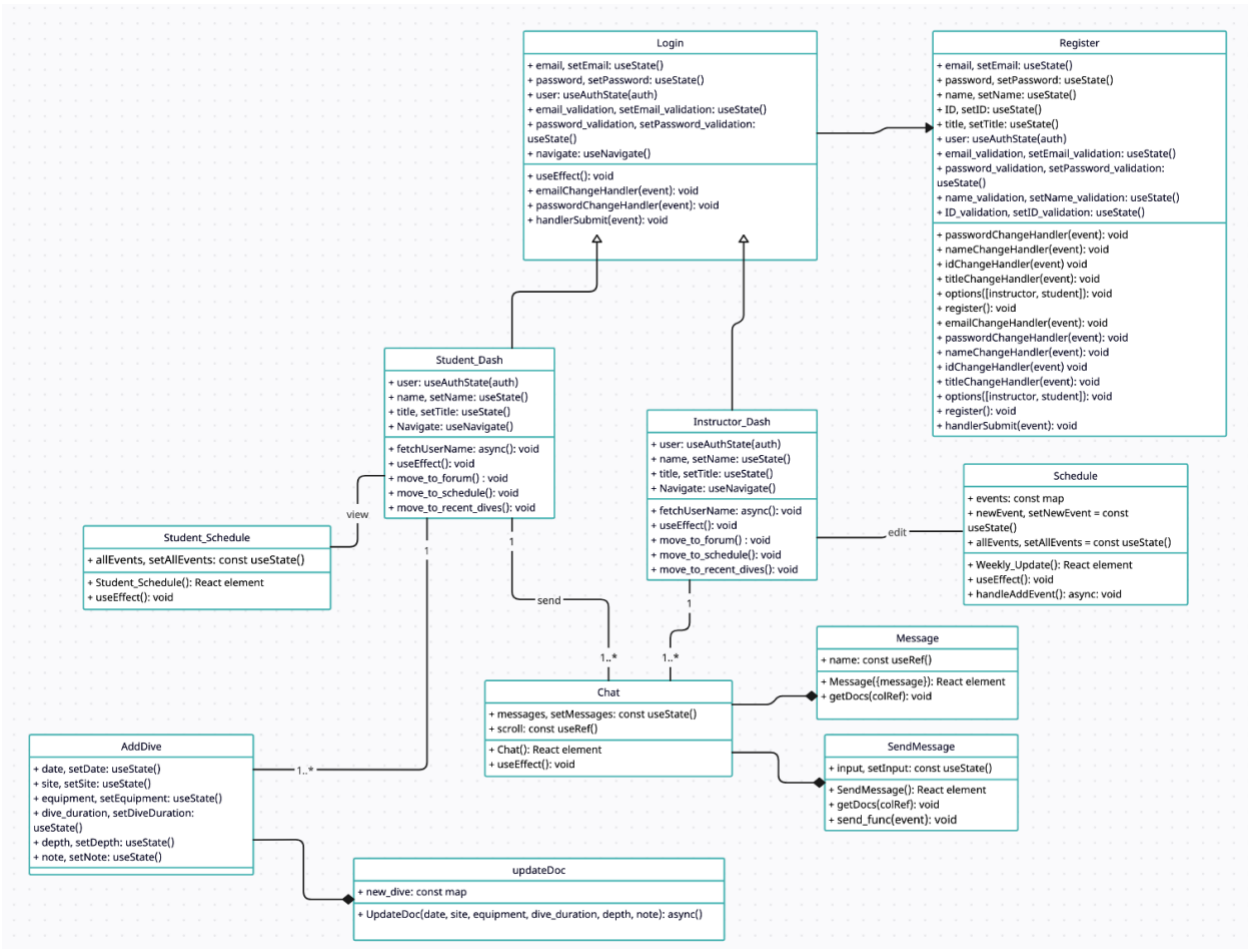 Login
+ email, setEmail: useState()
+ password, setPassword: useState()
+ user: useAuthState(auth)
+ email_validation, setEmail_validation: useState()
+ password_validation, setPassword_validation:
useState()
+ navigate: useNavigate()
+ useEffect(): void
+ emailChangeHandler(event): void
+ passwordChangeHandler(event): void
+ handlerSubmit(event): void
Register
+ email, setEmail: useState()
+ password, setPassword: useState()
+ name, setName: useState()
+ ID, setID: useState()
+ title, setTitle: useState()
+ user: useAuthState(auth)
+ email_validation, setEmail_validation: useState()
+ password_validation, setPassword_validation:
useState()
+ name_validation, setName_validation: useState()
+ ID_validation, setID_validation: useState()
+ passwordChangeHandler(event): void
+ nameChangeHandler(event): void
+ idChangeHandler(event) void
+ titleChangeHandler(event): void
+ options([instructor, student]): void
+ register(): void
+ emailChangeHandler(event): void
+ passwordChangeHandler(event): void
+ nameChangeHandler(event): void
+ idChangeHandler(event) void
+ titleChangeHandler(event): void
+ options([instructor, student]): void
+ register(): void
+ handlerSubmit(event): void
Student_Dash
+ user: useAuthState(auth)
+ name, setName: useState()
+ title, setTitle: useState()
+ Navigate: useNavigate()
+ fetchUserName: async(): void
+ useEffect(): void
+ move_to_forum() : void
+ move_to_schedule(): void
+ move_to_recent_dives(): void
Instructor_Dash
+ user: useAuthState(auth)
+ name, setName: useState()
+ title, setTitle: useState()
+ Navigate: useNavigate()
+ fetchUserName: async(): void
+ useEffect(): void
+ move_to_forum() : void
+ move_to_schedule(): void
+ move_to_recent_dives(): void
Schedule
+ events: const map
+ newEvent, setNewEvent = const
useState()
+ allEvents, setAllEvents = const useState()
+ Weekly_Update(): React element
+ useEffect(): void
+ handleAddEvent(): async: void
edit
view
Student_Schedule
+ allEvents, setAllEvents: const useState()
+ Student_Schedule(): React element
+ useEffect(): void
1
1
send
1
1..*
1..*
Message
+ name: const useRef()
+ Message({message}): React element
+ getDocs(colRef): void
Chat
+ messages, setMessages: const useState()
+ scroll: const useRef()
+ Chat(): React element
+ useEffect(): void
SendMessage
+ input, setInput: const useState()
+ SendMessage(): React element
+ getDocs(colRef): void
+ send_func(event): void
AddDive
+ date, setDate: useState()
+ site, setSite: useState()
+ equipment, setEquipment: useState()
+ dive_duration, setDiveDuration:
useState()
+ depth, setDepth: useState()
+ note, setNote: useState()
1..*
updateDoc
+ new_dive: const map
+ UpdateDoc(date, site, equipment, dive_duration, depth, note): async()